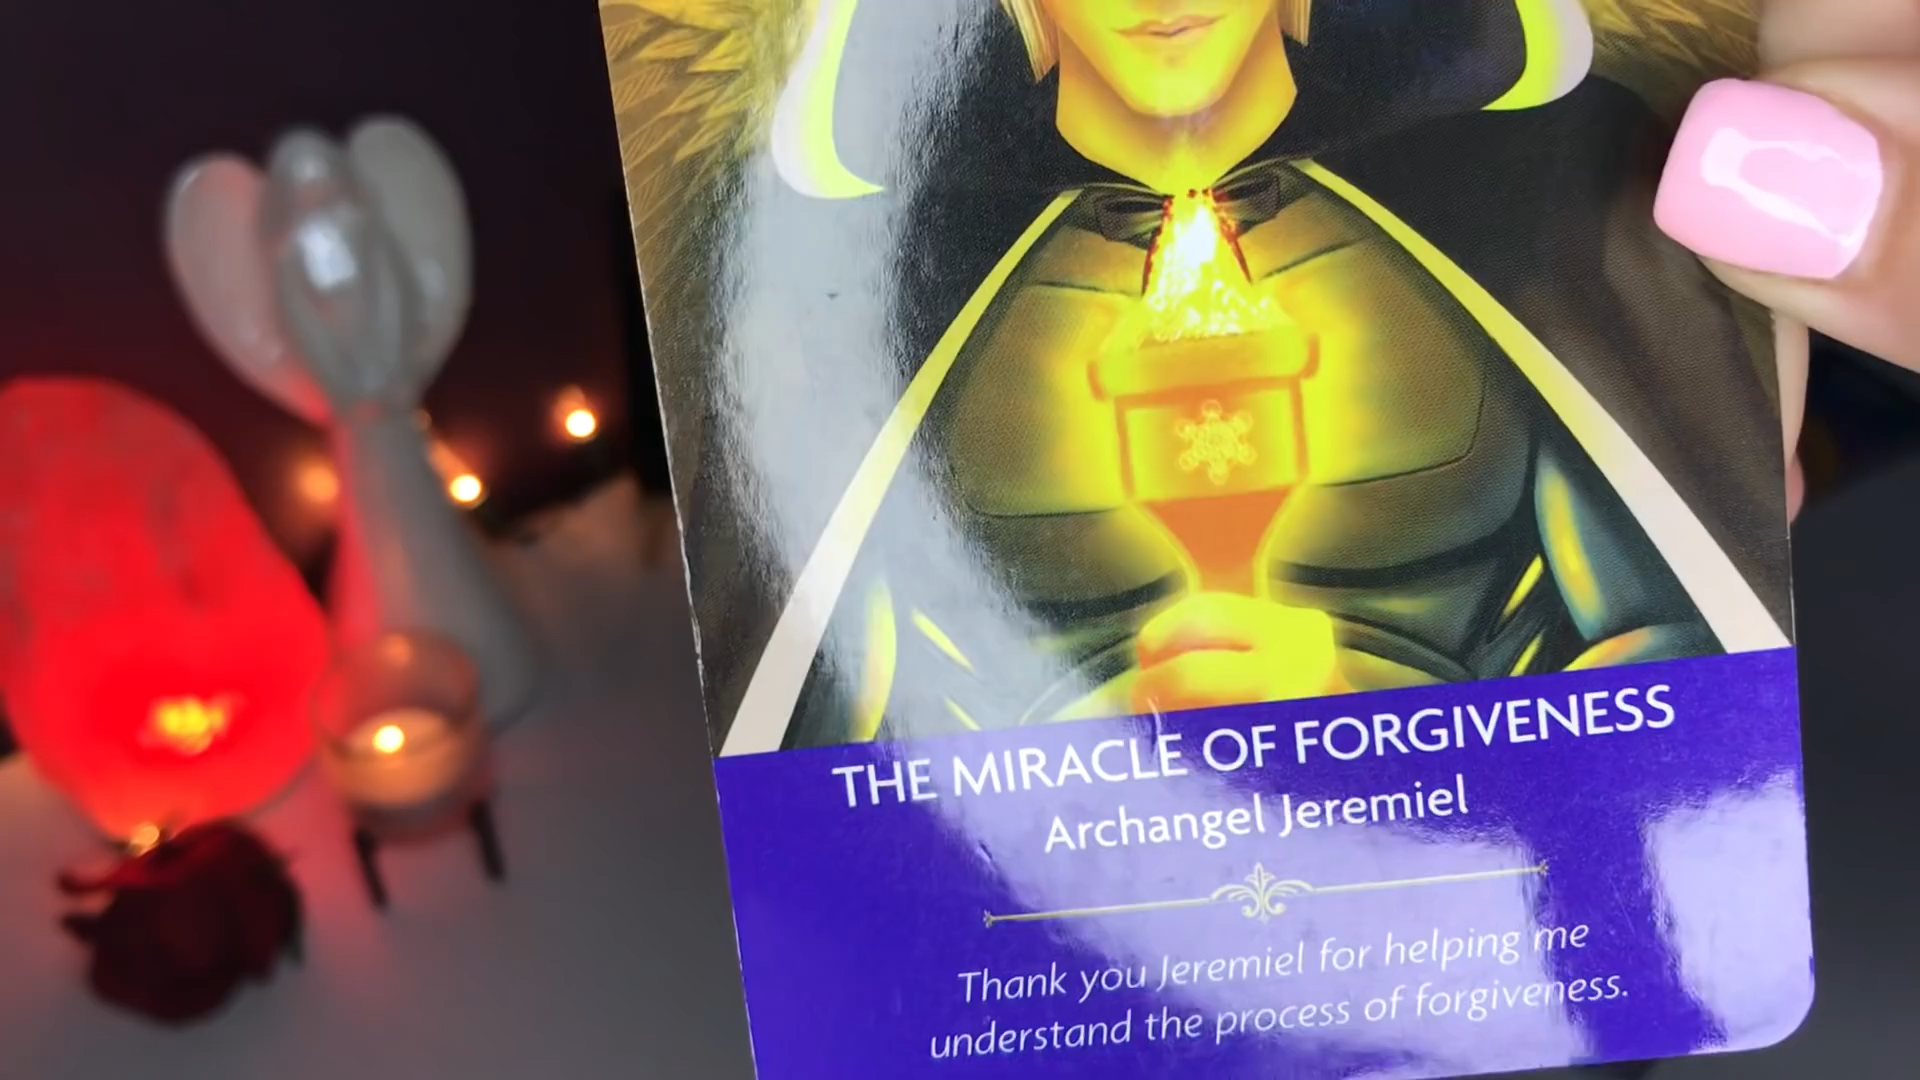 THE MIRACLE OF FORGIVENESS
Archangel Jeremiel
Thank you Jeremiel for helping me
understand the process of forgiveness.